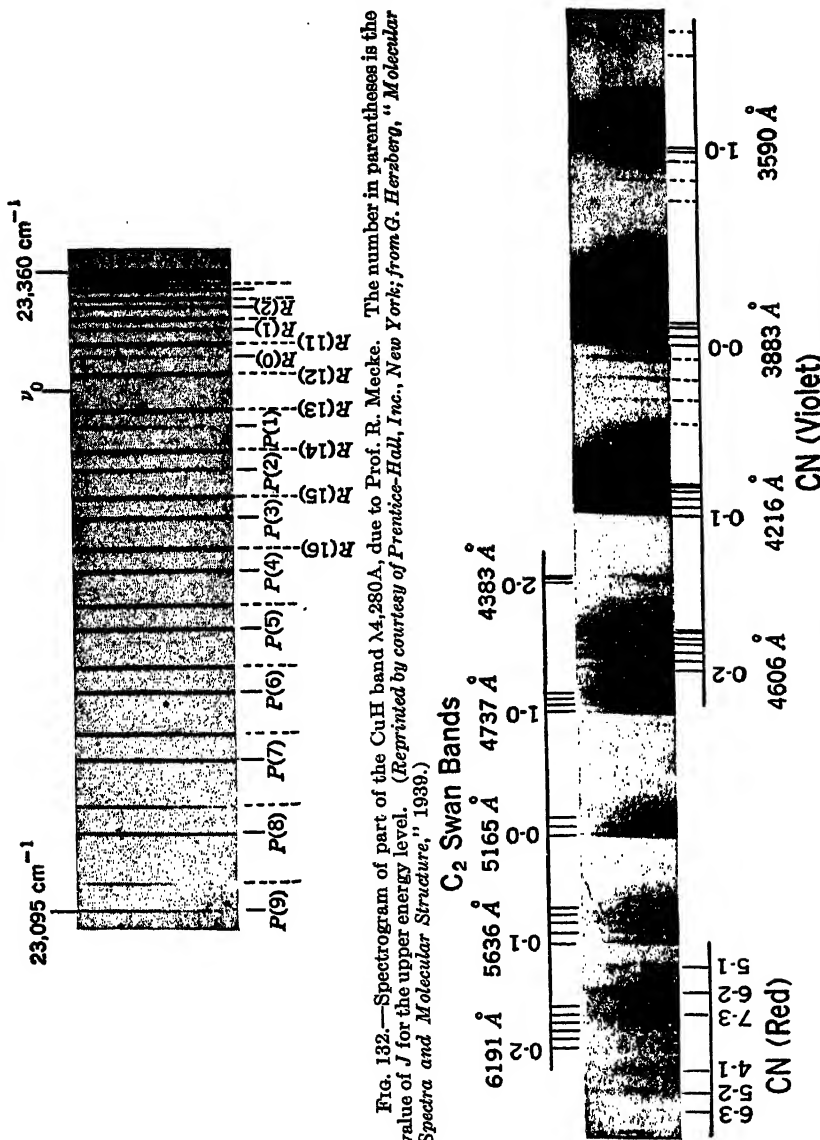 23,095 cm⁻¹
ν₀
23,360 cm⁻¹
P(9)
P(8)
P(7)
P(6)
P(5)
P(4)
P(3)
P(2)
P(1)
R(16)
R(15)
R(14)
R(13)
R(12)
R(0)
R(11)
R(1)
R(2)
FIG. 132.—Spectrogram of part of the CuH band λ4,280A, due to Prof. R. Mecke. The number in parentheses is the
value of J for the upper energy level. (Reprinted by courtesy of Prentice-Hall, Inc., New York; from G. Herzberg, "Molecular
Spectra and Molecular Structure," 1939.)
C₂ Swan Bands
6191 Å
5636 Å
5165 Å
4737 Å
4383 Å
0-2
0-1
0-0
1-0
2-0
6-3
5-2
4-1
7-3
6-2
5-1
CN (Red)
0-2
0-1
0-0
1-0
4606 Å
4216 Å
3883 Å
3590 Å
CN (Violet)